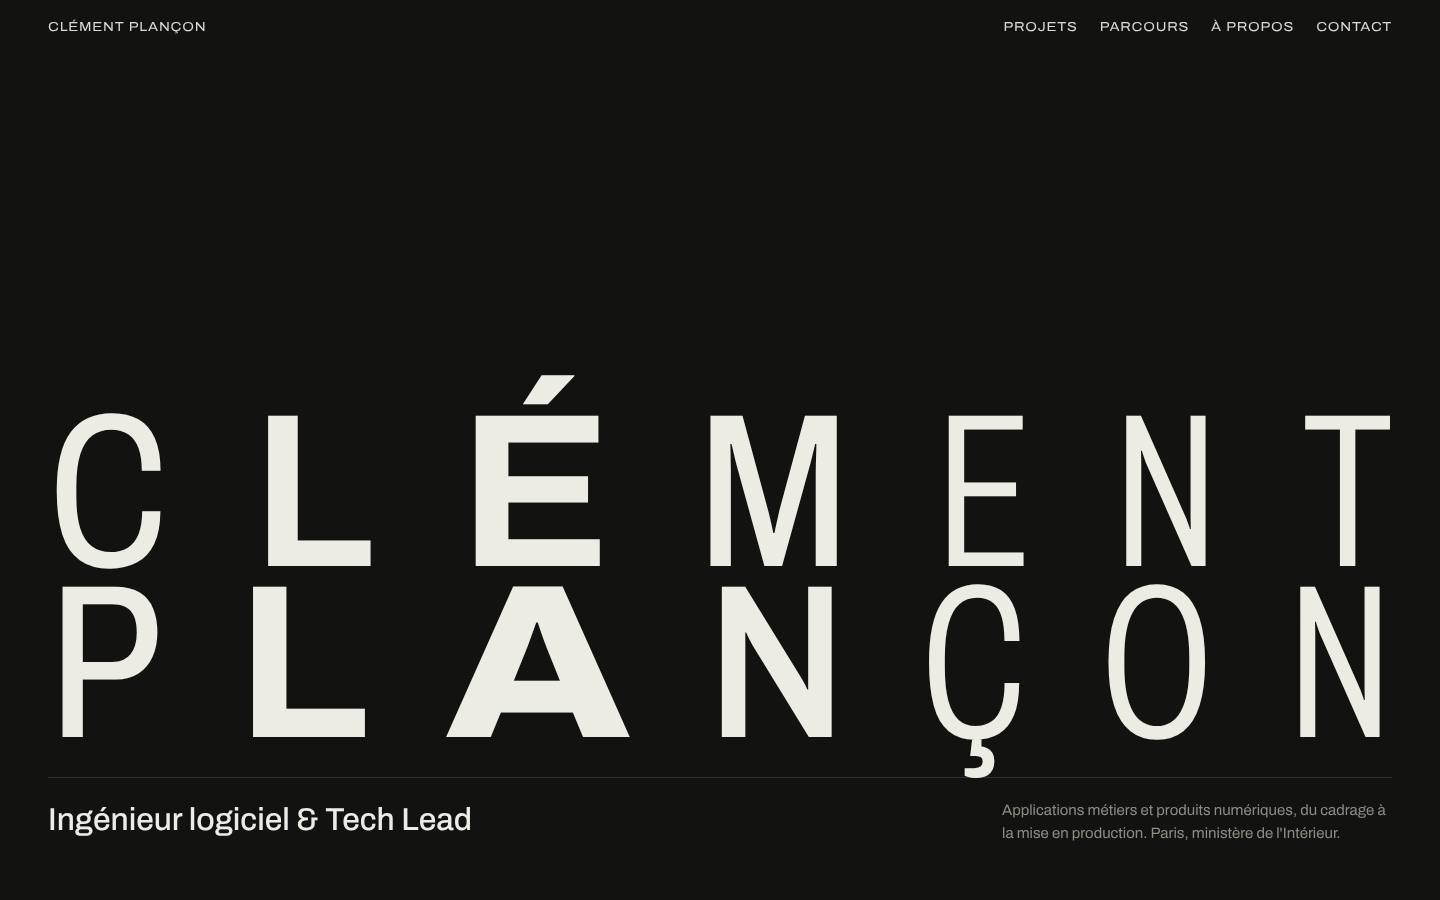 CLÉMENT PLANÇON
PROJETS PARCOURS À PROPOS CONTACT
CLÉMENT
PLANÇON
Ingénieur logiciel & Tech Lead
Applications métiers et produits numériques, du cadrage à
la mise en production. Paris, ministère de l'Intérieur.